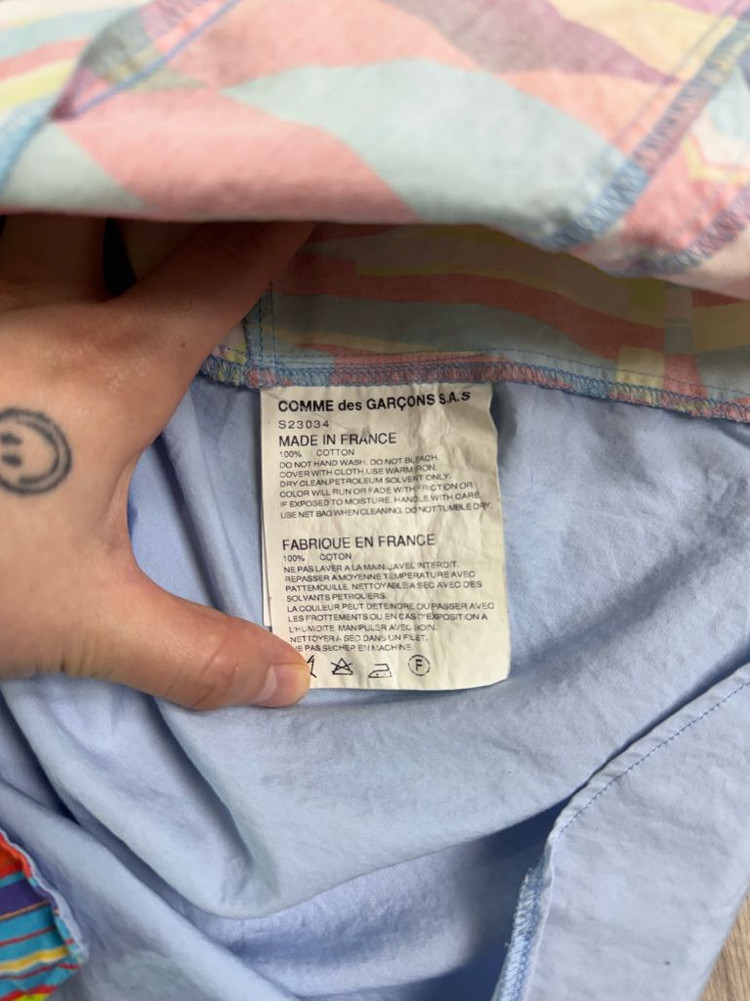 COMME des GARÇONS S.A.S
S23034
MADE IN FRANCE
100% COTTON
DO NOT HAND WASH. DO NOT BLEACH.
COVER WITH CLOTH,USE WARM IRON.
DRY CLEAN,PETROLEUM SOLVENT ONLY.
COLOR WILL RUN OR FADE WITH FRICTION OR
IF EXPOSED TO MOISTURE. HANDLE WITH CARE.
USE NET BAG WHEN CLEANING. DO NOT TUMBLE DRY.
FABRIQUE EN FRANCE
100% COTON
NE PAS LAVER A LA MAIN. JAVEL INTERDIT.
REPASSER A MOYENNE TEMPERATURE AVEC
PATTEMOUILLE. NETTOYABLE A SEC AVEC DES
SOLVANTS PETROLIERS.
LA COULEUR PEUT DETEINDRE OU PASSER AVEC
LES FROTTEMENTS OU EN CAS D'EXPOSITION A
L'HUMIDITE. MANIPULER AVEC SOIN.
NETTOYER A SEC DANS UN FILET.
NE PAS SECHER EN MACHINE.
F